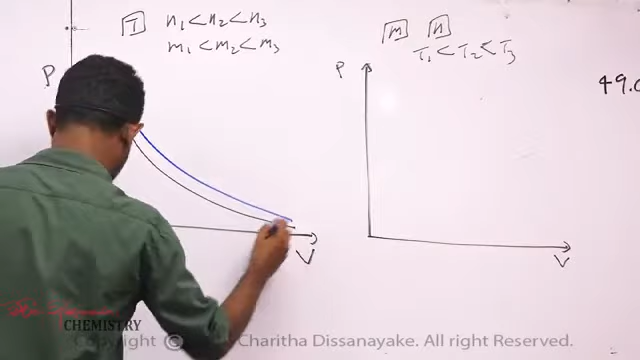 T n₁<n₂<n₃
m₁<m₂<m₃
P
V
m n
T₁<T₂<T₃
P
V
49.0
CHEMISTRY
Copyright © Charitha Dissanayake. All right reserved.